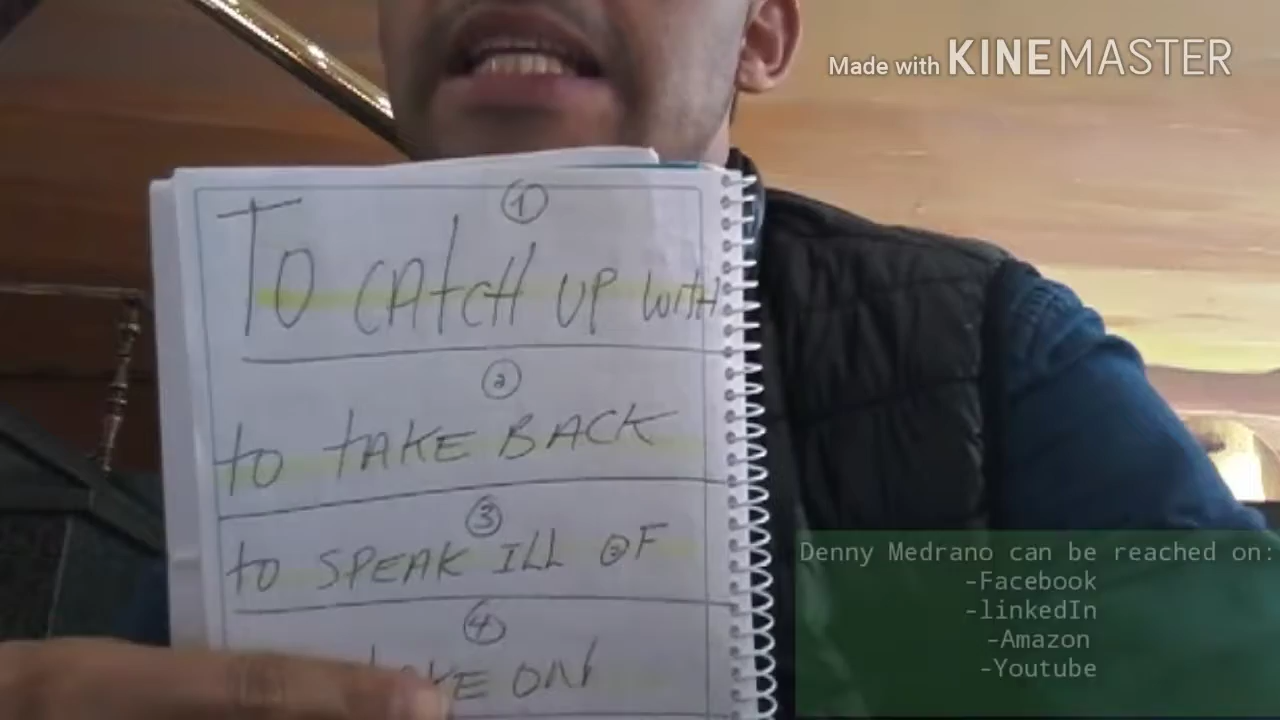 Made with KINEMASTER
1
TO CAtCH UP WITH
2
to tAKE BACK
3
to SPEAK ILL OF
4
ON
Denny Medrano can be reached on:
-Facebook
-linkedIn
-Amazon
-Youtube